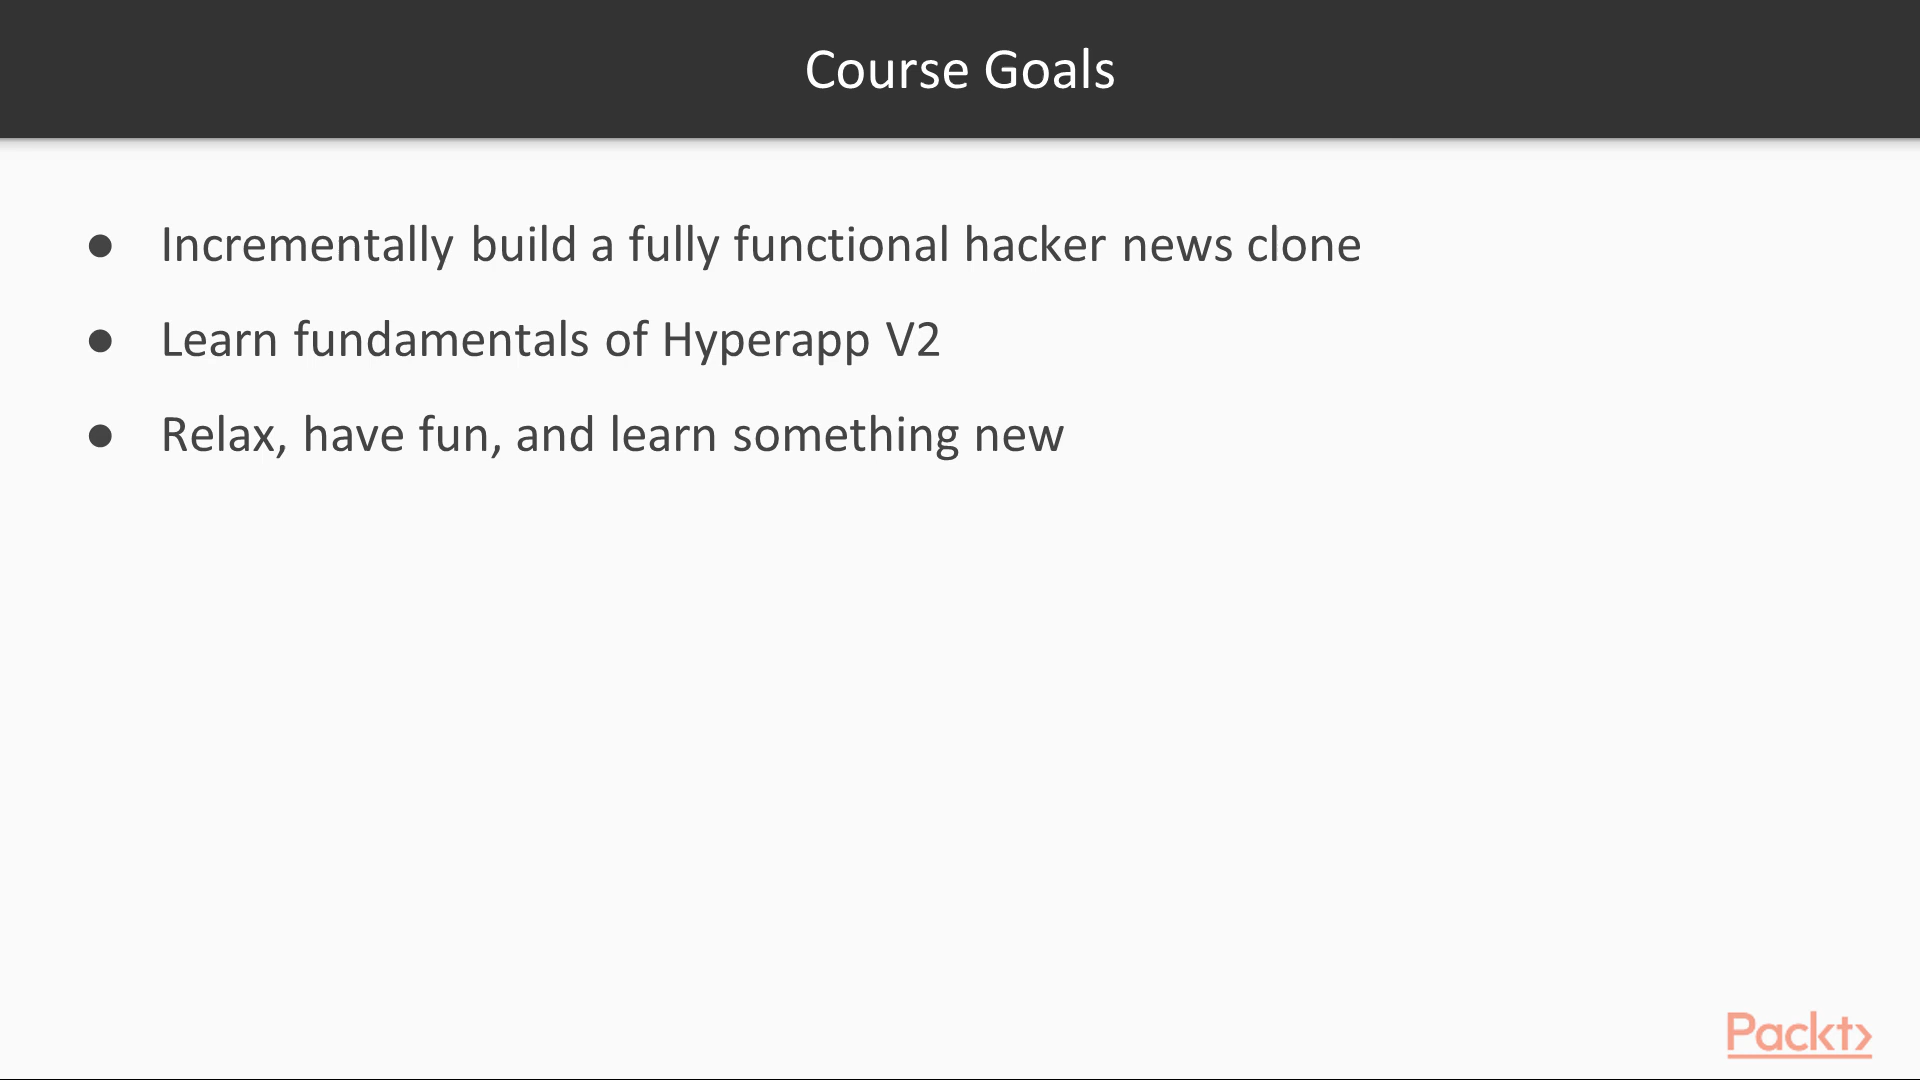 Course Goals
● Incrementally build a fully functional hacker news clone
● Learn fundamentals of Hyperapp V2
● Relax, have fun, and learn something new
Packt>